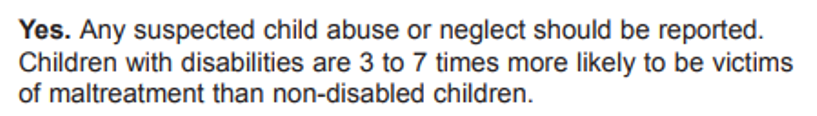 Yes. Any suspected child abuse or neglect should be reported.
Children with disabilities are 3 to 7 times more likely to be victims
of maltreatment than non-disabled children.